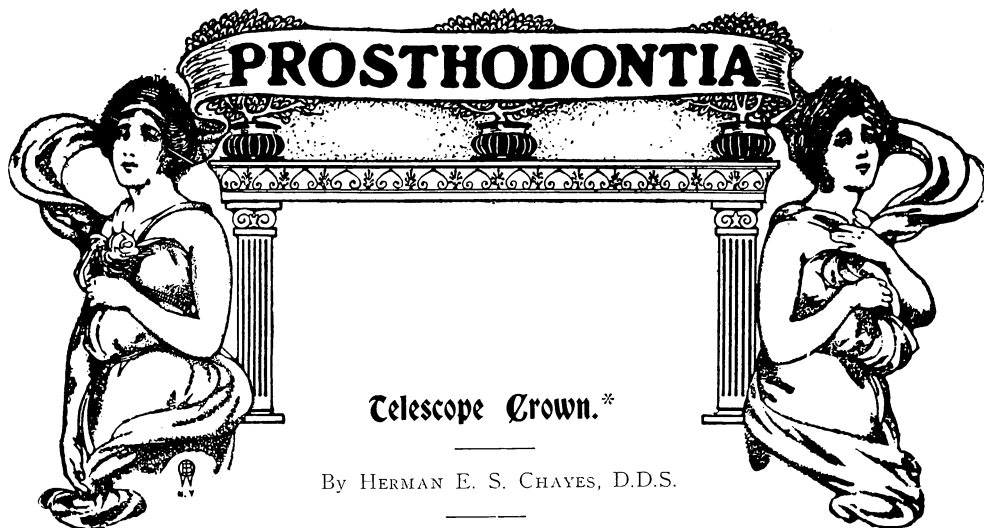 PROSTHODONTIA
Telescope Crown.*
By HERMAN E. S. CHAYES, D.D.S.
N.Y